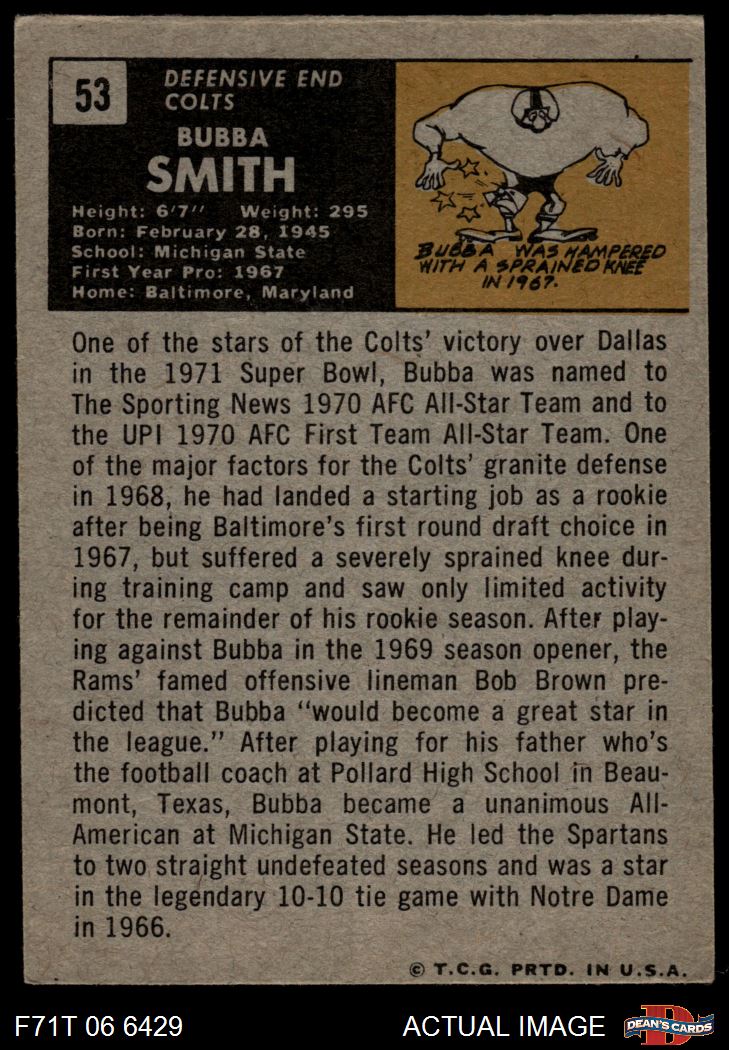 53
DEFENSIVE END
COLTS
BUBBA
SMITH
Height: 6'7'' Weight: 295
Born: February 28, 1945
School: Michigan State
First Year Pro: 1967
Home: Baltimore, Maryland
BUBBA WAS HAMPERED
WITH A SPRAINED KNEE
IN 1967.
One of the stars of the Colts' victory over Dallas
in the 1971 Super Bowl, Bubba was named to
The Sporting News 1970 AFC All-Star Team and to
the UPI 1970 AFC First Team All-Star Team. One
of the major factors for the Colts' granite defense
in 1968, he had landed a starting job as a rookie
after being Baltimore's first round draft choice in
1967, but suffered a severely sprained knee dur-
ing training camp and saw only limited activity
for the remainder of his rookie season. After play-
ing against Bubba in the 1969 season opener, the
Rams' famed offensive lineman Bob Brown pre-
dicted that Bubba "would become a great star in
the league." After playing for his father who's
the football coach at Pollard High School in Beau-
mont, Texas, Bubba became a unanimous All-
American at Michigan State. He led the Spartans
to two straight undefeated seasons and was a star
in the legendary 10-10 tie game with Notre Dame
in 1966.
© T.C.G. PRTD. IN U.S.A.
F71T 06 6429
ACTUAL IMAGE
D
DEAN'S CARDS